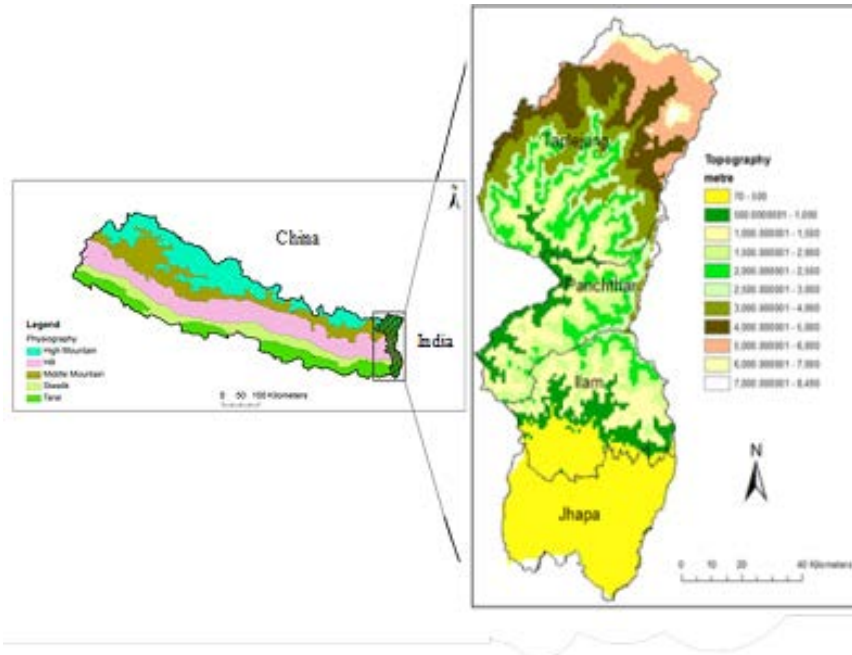 N
China
India
Legend
Physiography
High Mountain
Hill
Middle Mountain
Siwalik
Terai
0 50 100 Kilometers
Taplejung
Panchthar
Ilam
Jhapa
Topography
metre
70 - 500
500.0000001 - 1,000
1,000.000001 - 1,500
1,500.000001 - 2,000
2,000.000001 - 2,500
2,500.000001 - 3,000
3,000.000001 - 4,000
4,000.000001 - 5,000
5,000.000001 - 6,000
6,000.000001 - 7,000
7,000.000001 - 8,450
N
0 10 20 40 Kilometers